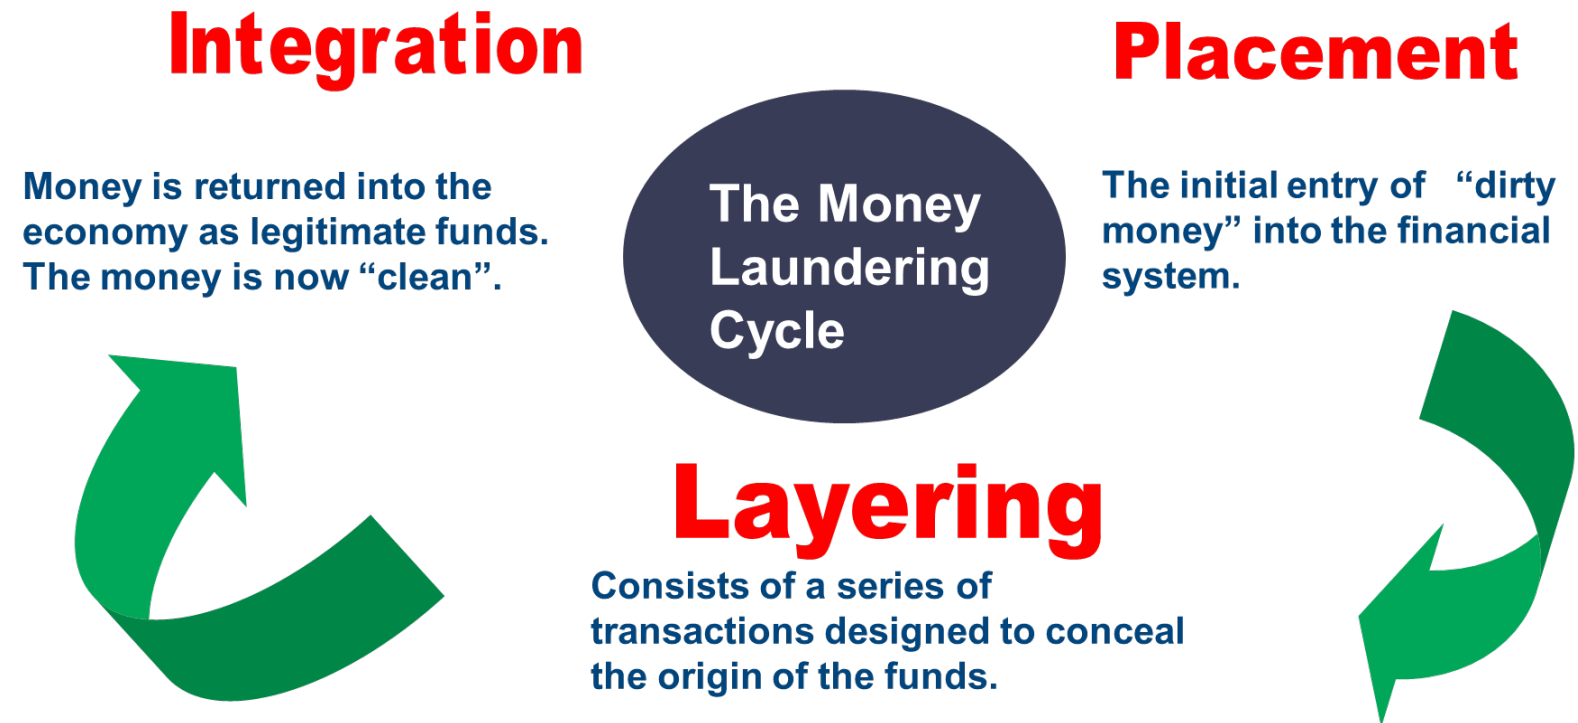 Integration
Money is returned into the
economy as legitimate funds.
The money is now “clean”.
The Money
Laundering
Cycle
Placement
The initial entry of “dirty
money” into the financial
system.
Layering
Consists of a series of
transactions designed to conceal
the origin of the funds.